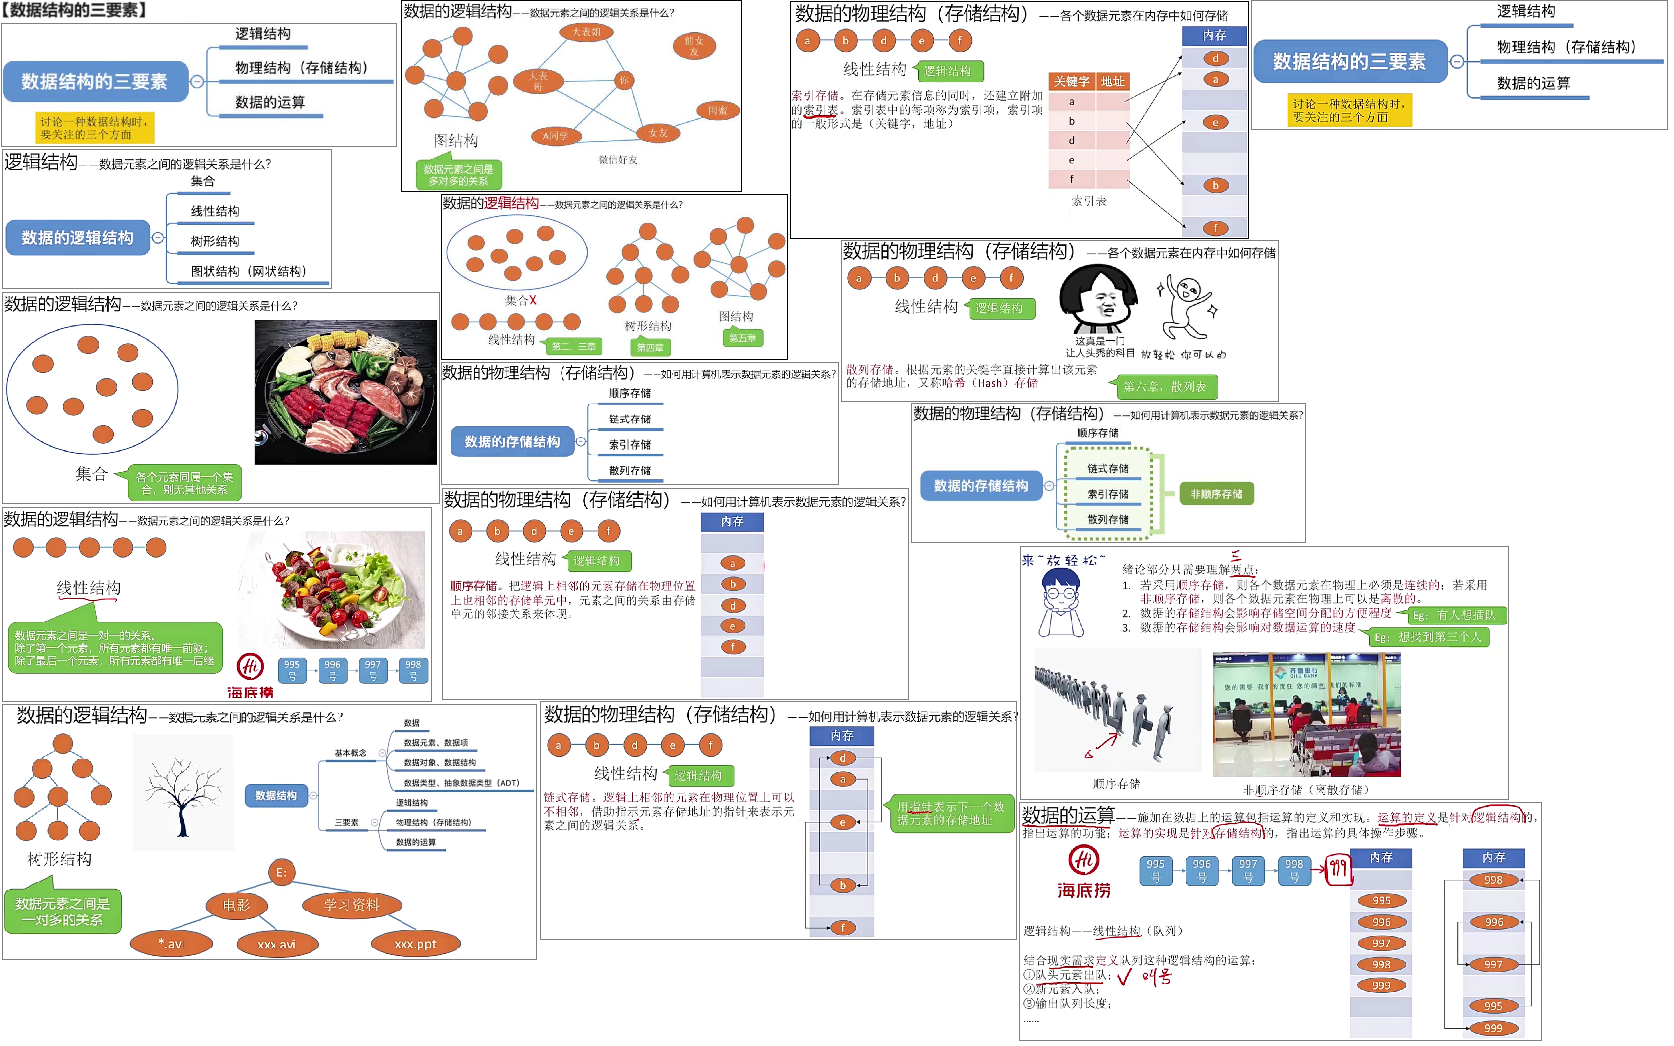 【数据结构的三要素】
数据结构的三要素
逻辑结构
物理结构（存储结构）
数据的运算
讨论一种数据结构时，
要关注的三个方面
逻辑结构——数据元素之间的逻辑关系是什么？
数据的逻辑结构
集合
线性结构
树形结构
图状结构（网状结构）
数据的逻辑结构——数据元素之间的逻辑关系是什么？
集合
各个元素同属一个集
合，别无其他关系
数据的逻辑结构——数据元素之间的逻辑关系是什么？
线性结构
数据元素之间是一对一的关系。
除了第一个元素，所有元素都有唯一前驱；
除了最后一个元素，所有元素都有唯一后继
Hi
海底捞
995号
996号
997号
998号
数据的逻辑结构——数据元素之间的逻辑关系是什么？
树形结构
数据元素之间是
一对多的关系
数据结构
基本概念
数据
数据元素、数据项
数据对象、数据结构
数据类型、抽象数据类型（ADT）
三要素
逻辑结构
物理结构（存储结构）
数据的运算
E:
电影
学习资料
*.avi
xxx.avi
xxx.ppt
数据的逻辑结构——数据元素之间的逻辑关系是什么？
图结构
数据元素之间是
多对多的关系
大表姐
前女友
大表哥
你
闺蜜
A同学
女友
微信好友
数据的逻辑结构——数据元素之间的逻辑关系是什么？
集合X
线性结构
第二、三章
树形结构
第四章
图结构
第五章
数据的物理结构（存储结构）——如何用计算机表示数据元素的逻辑关系？
数据的存储结构
顺序存储
链式存储
索引存储
散列存储
数据的物理结构（存储结构）——如何用计算机表示数据元素的逻辑关系？
a b d e f
线性结构
逻辑结构
顺序存储。把逻辑上相邻的元素存储在物理位置
上也相邻的存储单元中，元素之间的关系由存储
单元的邻接关系来体现。
内存
a
b
d
e
f
数据的物理结构（存储结构）——如何用计算机表示数据元素的逻辑关系？
a b d e f
线性结构
逻辑结构
链式存储。逻辑上相邻的元素在物理位置上可以
不相邻，借助指示元素存储地址的指针来表示元
素之间的逻辑关系。
内存
d
a
e
b
f
用指针表示下一个数
据元素的存储地址
数据的物理结构（存储结构）——各个数据元素在内存中如何存储
a b d e f
线性结构
逻辑结构
索引存储。在存储元素信息的同时，还建立附加
的索引表。索引表中的每项称为索引项，索引项
的一般形式是（关键字，地址）
关键字 地址
a
b
d
e
f
索引表
内存
d
a
e
b
f
数据的物理结构（存储结构）——各个数据元素在内存中如何存储
a b d e f
线性结构
逻辑结构
这真是一门
让人头秃的科目
放轻松 你可以的
散列存储。根据元素的关键字直接计算出该元素
的存储地址，又称哈希（Hash）存储
第六章，散列表
数据的物理结构（存储结构）——如何用计算机表示数据元素的逻辑关系？
数据的存储结构
顺序存储
链式存储
索引存储
散列存储
非顺序存储
来~放轻松~
三
绪论部分只需要理解两点：
1. 若采用顺序存储，则各个数据元素在物理上必须是连续的；若采用
非顺序存储，则各个数据元素在物理上可以是离散的。
2. 数据的存储结构会影响存储空间分配的方便程度
Eg：有人想插队
3. 数据的存储结构会影响对数据运算的速度
Eg：想找到第三个人
齐鲁银行
QILU BANK
顺序存储
非顺序存储（离散存储）
数据的运算——施加在数据上的运算包括运算的定义和实现。运算的定义是针对逻辑结构的，
指出运算的功能；运算的实现是针对存储结构的，指出运算的具体操作步骤。
Hi
海底捞
995号
996号
997号
998号
999
逻辑结构——线性结构（队列）
结合现实需求定义队列这种逻辑结构的运算：
①队头元素出队；
②新元素入队；
③输出队列长度；
……
内存
995
996
997
998
999
内存
998
996
997
995
999
数据结构的三要素
逻辑结构
物理结构（存储结构）
数据的运算
讨论一种数据结构时，
要关注的三个方面